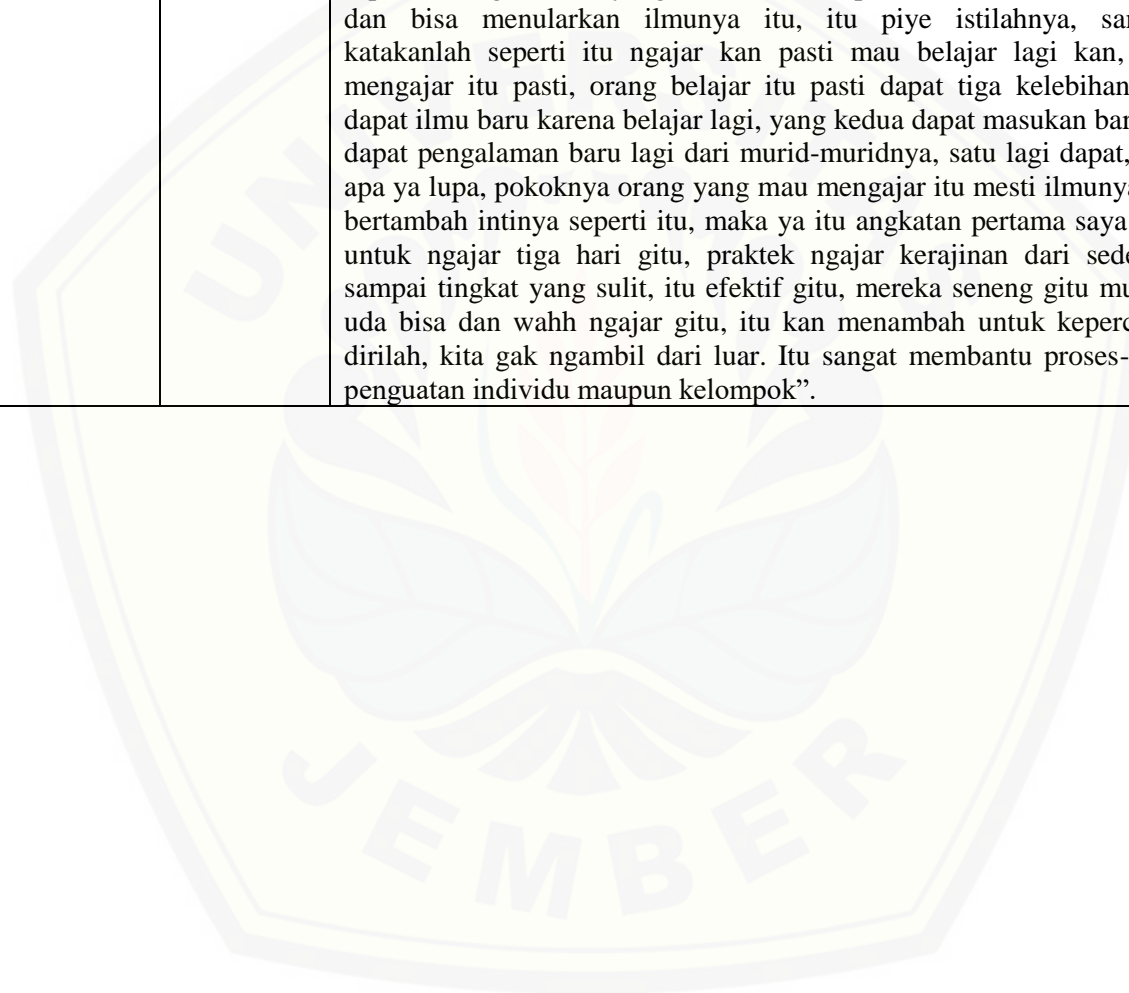 dan bisa menularkan ilmunya itu, itu piye istilahnya,
katakanlah seperti itu ngajar kan pasti mau belajar lagi kan,
mengajar itu pasti, orang belajar itu pasti dapat tiga kelebihan
dapat ilmu baru karena belajar lagi, yang kedua dapat masukan
dapat pengalaman baru lagi dari murid-muridnya, satu lagi dapat,
apa ya lupa, pokoknya orang yang mau mengajar itu mesti
bertambah intinya seperti itu, maka ya itu angkatan pertama saya
untuk ngajar tiga hari gitu, praktek ngajar kerajinan dari
sampai tingkat yang sulit, itu efektif gitu, mereka seneng gitu
uda bisa dan wahh ngajar gitu, itu kan menambah untuk
dirilah, kita gak ngambil dari luar. Itu sangat membantu proses-
penguatan individu maupun kelompok”.
UNIVERSITAS
JEMBER